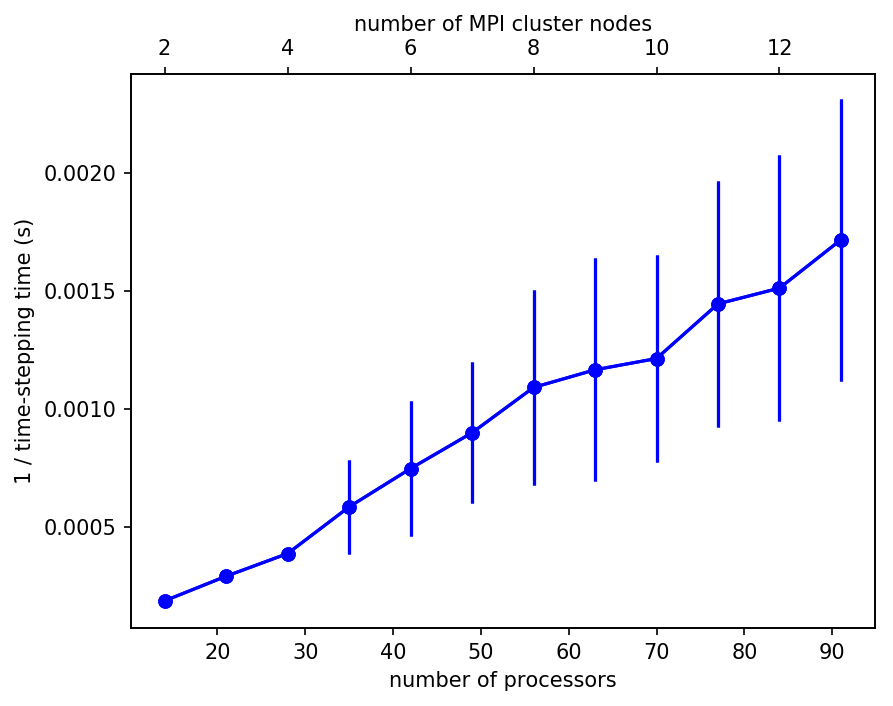 number of MPI cluster nodes
2 4 6 8 10 12
0.0020
0.0015
0.0010
0.0005
1 / time-stepping time (s)
20 30 40 50 60 70 80 90
number of processors